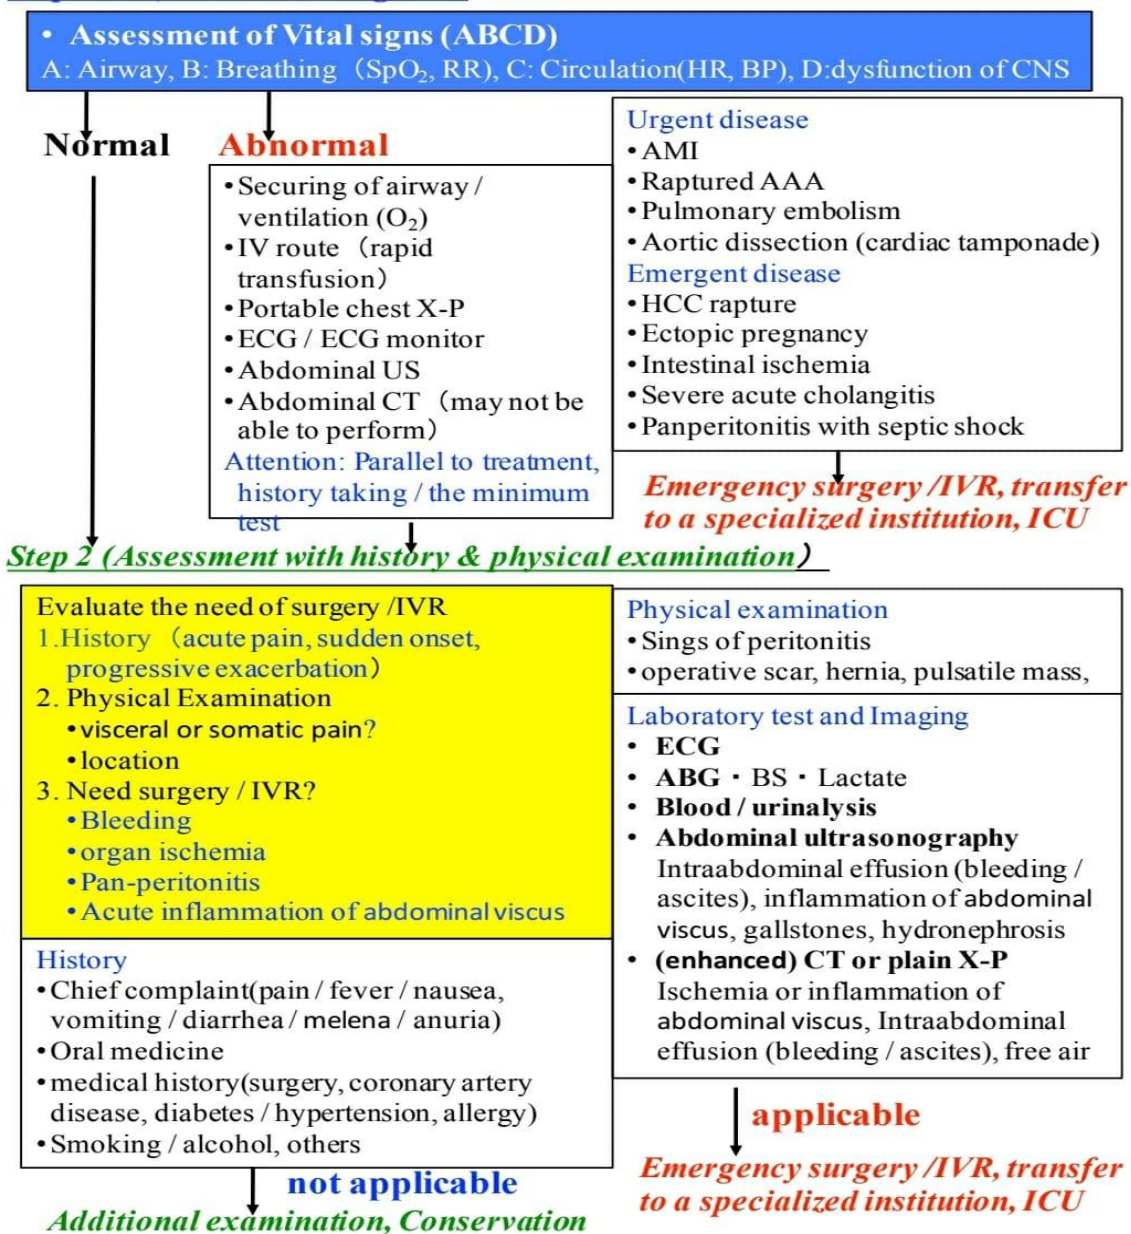 • Assessment of Vital signs (ABCD)
A: Airway, B: Breathing（SpO₂, RR), C: Circulation(HR, BP), D:dysfunction of CNS
Normal
Abnormal
•Securing of airway /
ventilation (O₂)
•IV route（rapid
transfusion）
•Portable chest X-P
•ECG / ECG monitor
•Abdominal US
•Abdominal CT（may not be
able to perform）
Attention: Parallel to treatment,
history taking / the minimum
test
Urgent disease
•AMI
•Raptured AAA
•Pulmonary embolism
•Aortic dissection (cardiac tamponade)
Emergent disease
•HCC rapture
•Ectopic pregnancy
•Intestinal ischemia
•Severe acute cholangitis
•Panperitonitis with septic shock
Emergency surgery /IVR, transfer
to a specialized institution, ICU
Step 2 (Assessment with history & physical examination）
Evaluate the need of surgery /IVR
1.History（acute pain, sudden onset,
progressive exacerbation）
2. Physical Examination
•visceral or somatic pain?
•location
3. Need surgery / IVR?
•Bleeding
•organ ischemia
•Pan-peritonitis
•Acute inflammation of abdominal viscus
History
•Chief complaint(pain / fever / nausea,
vomiting / diarrhea / melena / anuria)
•Oral medicine
•medical history(surgery, coronary artery
disease, diabetes / hypertension, allergy)
•Smoking / alcohol, others
not applicable
Additional examination, Conservation
Physical examination
•Sings of peritonitis
•operative scar, hernia, pulsatile mass,
Laboratory test and Imaging
• ECG
• ABG・BS・Lactate
• Blood / urinalysis
• Abdominal ultrasonography
Intraabdominal effusion (bleeding /
ascites), inflammation of abdominal
viscus, gallstones, hydronephrosis
• (enhanced) CT or plain X-P
Ischemia or inflammation of
abdominal viscus, Intraabdominal
effusion (bleeding / ascites), free air
applicable
Emergency surgery /IVR, transfer
to a specialized institution, ICU